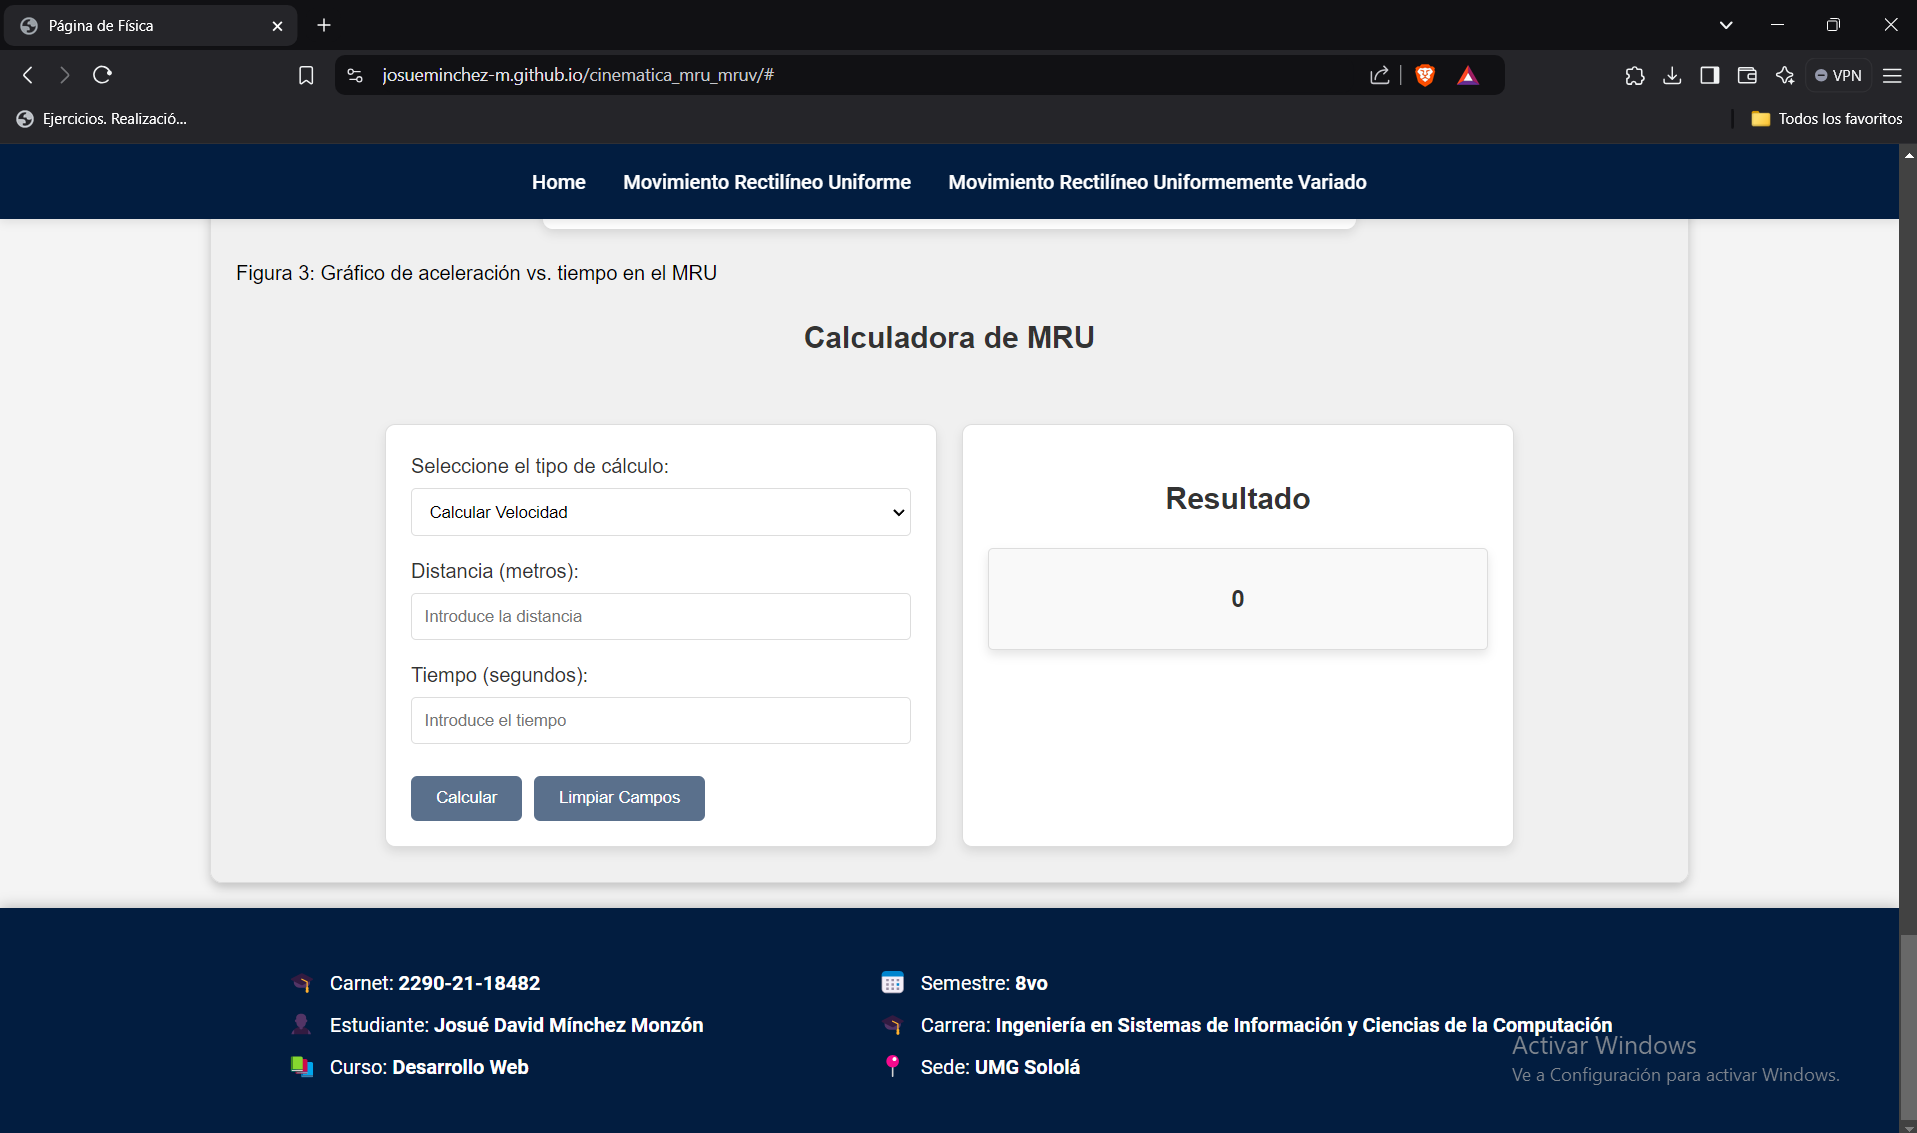 Página de Física
josueminchez-m.github.io/cinematica_mru_mruv/#
VPN
Ejercicios. Realizació...
Todos los favoritos
Home
Movimiento Rectilíneo Uniforme
Movimiento Rectilíneo Uniformemente Variado
Figura 3: Gráfico de aceleración vs. tiempo en el MRU
Calculadora de MRU
Seleccione el tipo de cálculo:
Calcular Velocidad
Distancia (metros):
Introduce la distancia
Tiempo (segundos):
Introduce el tiempo
Calcular
Limpiar Campos
Resultado
0
Carnet: 2290-21-18482
Estudiante: Josué David Mínchez Monzón
Curso: Desarrollo Web
Semestre: 8vo
Carrera: Ingeniería en Sistemas de Información y Ciencias de la Computación
Sede: UMG Sololá
Activar Windows
Ve a Configuración para activar Windows.